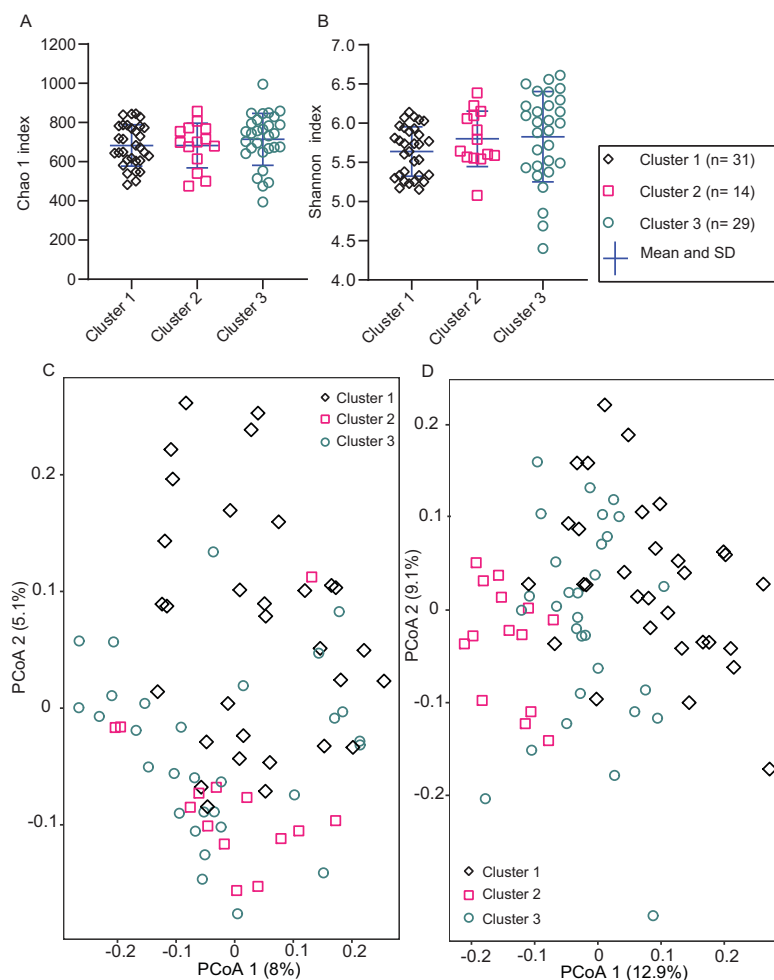 A
1200
1000
800
600
400
200
0
Chao 1 index
Cluster 1
Cluster 2
Cluster 3
B
7.0
6.5
6.0
5.5
5.0
4.5
4.0
Shannon index
Cluster 1
Cluster 2
Cluster 3
Cluster 1 (n= 31)
Cluster 2 (n= 14)
Cluster 3 (n= 29)
Mean and SD
C
Cluster 1
Cluster 2
Cluster 3
0.2
0.1
0
-0.1
PCoA 2 (5.1%)
-0.2
-0.1
0
0.1
0.2
PCoA 1 (8%)
D
0.2
0.1
0
-0.1
-0.2
PCoA 2 (9.1%)
Cluster 1
Cluster 2
Cluster 3
-0.2
-0.1
0
0.1
0.2
PCoA 1 (12.9%)